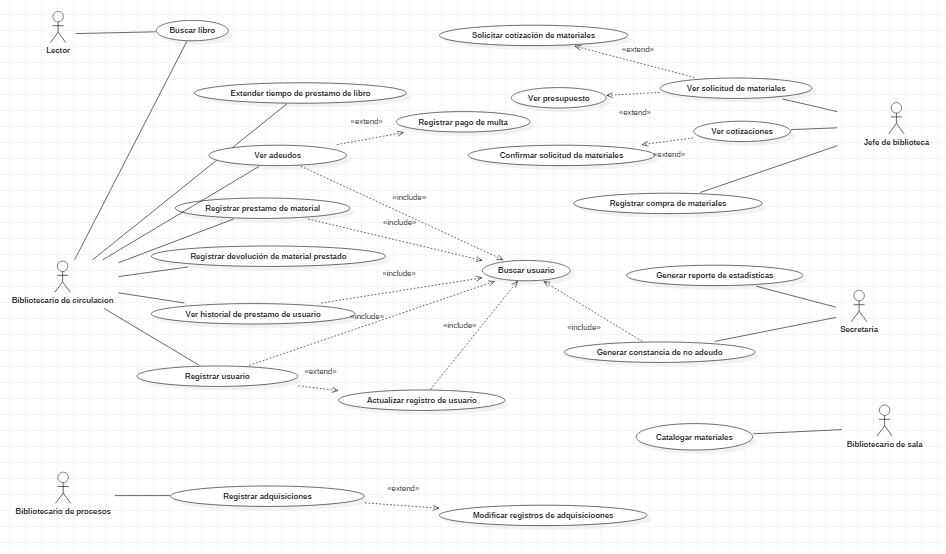 Buscar libro
Lector
Solicitar cotización de materiales
«extend»
Extender tiempo de prestamo de libro
Ver solicitud de materiales
Ver presupuesto
«extend»
«extend»
Registrar pago de multa
Ver cotizaciones
Jefe de biblioteca
Ver adeudos
Confirmar solicitud de materiales
«extend»
«include»
Registrar prestamo de material
Registrar compra de materiales
«include»
Registrar devolución de material prestado
Buscar usuario
«include»
Generar reporte de estadisticas
Bibliotecario de circulacion
Ver historial de prestamo de usuario
«include»
«include»
«include»
Secretaria
Generar constancia de no adeudo
Registrar usuario
«extend»
Actualizar registro de usuario
Catalogar materiales
Bibliotecario de sala
Registrar adquisiciones
«extend»
Bibliotecario de procesos
Modificar registros de adquisicioones